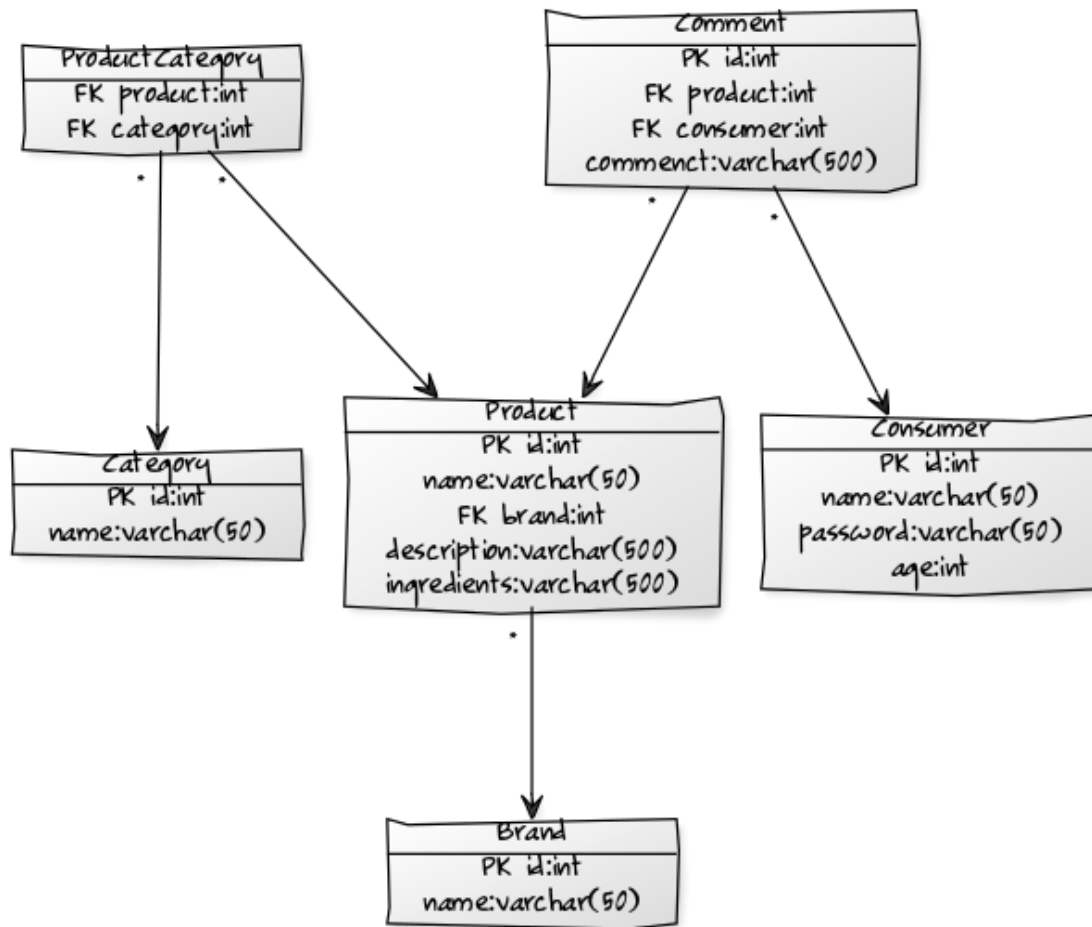 ProductCategory
FK product:int
FK category:int
*
*
Comment
PK id:int
FK product:int
FK consumer:int
commenct:varchar(500)
*
*
Category
PK id:int
name:varchar(50)
Product
PK id:int
name:varchar(50)
FK brand:int
description:varchar(500)
ingredients:varchar(500)
*
Consumer
PK id:int
name:varchar(50)
password:varchar(50)
age:int
Brand
PK id:int
name:varchar(50)